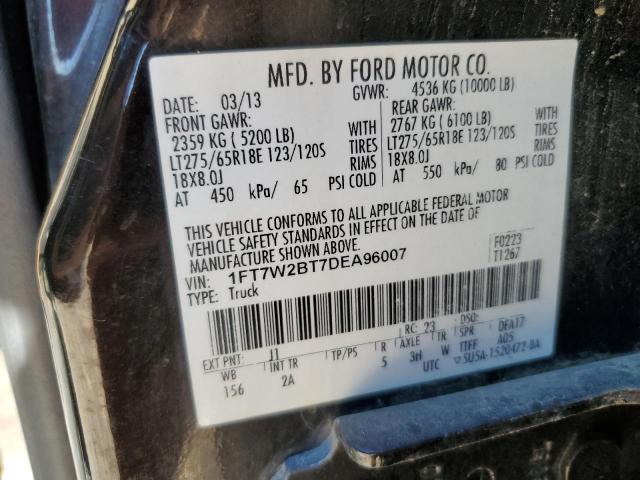 MFD. BY FORD MOTOR CO.
DATE: 03/13 GVWR: 4536 KG (10000 LB)
FRONT GAWR: REAR GAWR:
2359 KG ( 5200 LB) WITH 2767 KG ( 6100 LB) WITH
LT275/65R18E 123/120S TIRES LT275/65R18E 123/120S TIRES
18X8.0J RIMS 18X8.0J RIMS
AT 450 kPa/ 65 PSI COLD AT 550 kPa/ 80 PSI COLD
THIS VEHICLE CONFORMS TO ALL APPLICABLE FEDERAL MOTOR
VEHICLE SAFETY STANDARDS IN EFFECT ON THE DATE OF
MANUFACTURE SHOWN ABOVE.
VIN: 1FT7W2BT7DEA96007 F0223
TYPE: Truck T1267
EXT PNT: J1 RC: 23 DSO:
WB INT TR TP/PS R AXLE TR SPR DFA17
156 2A 5 3H W TTFF A05
UTC 5U5A-1520472-BA